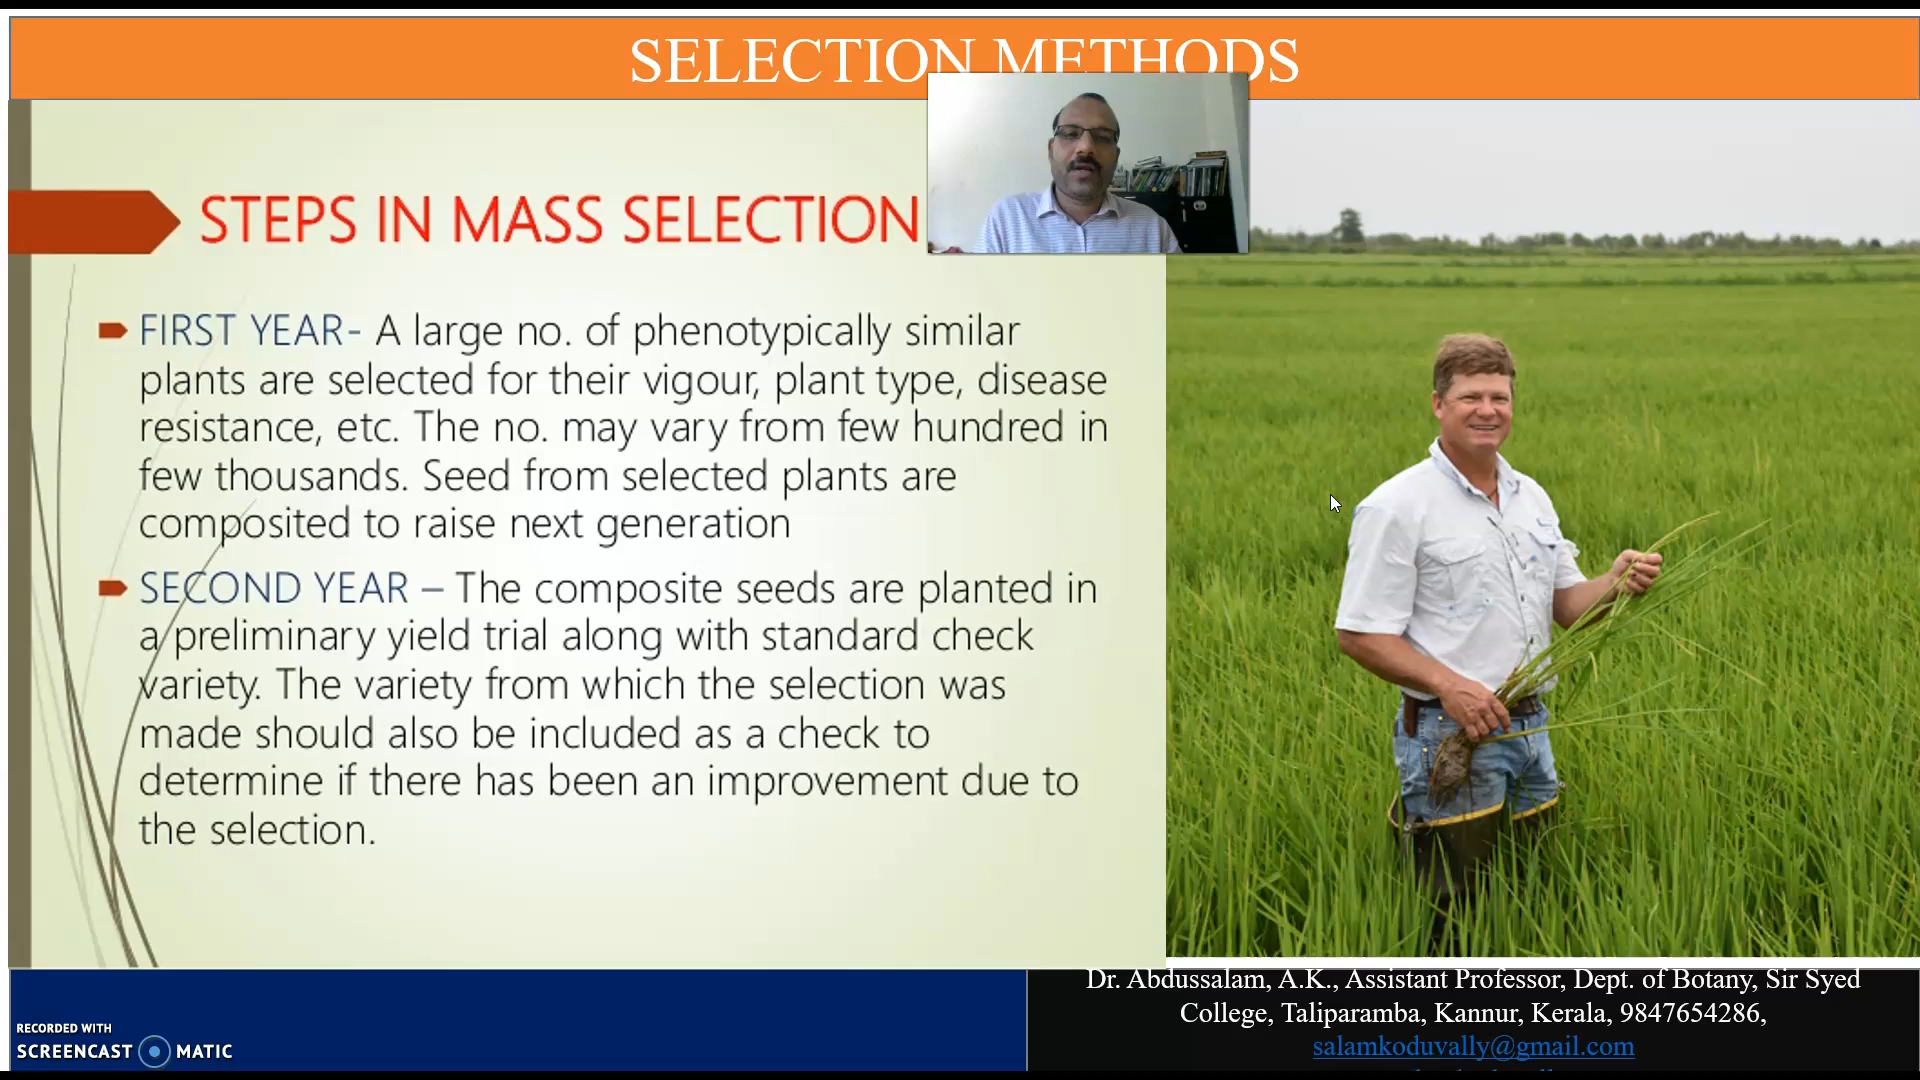 SELECTION METHODS
STEPS IN MASS SELECTION
FIRST YEAR- A large no. of phenotypically similar
plants are selected for their vigour, plant type, disease
resistance, etc. The no. may vary from few hundred in
few thousands. Seed from selected plants are
composited to raise next generation
SECOND YEAR – The composite seeds are planted in
a preliminary yield trial along with standard check
variety. The variety from which the selection was
made should also be included as a check to
determine if there has been an improvement due to
the selection.
Dr. Abdussalam, A.K., Assistant Professor, Dept. of Botany, Sir Syed
College, Taliparamba, Kannur, Kerala, 9847654286,
salamkoduvally@gmail.com
RECORDED WITH
SCREENCAST MATIC